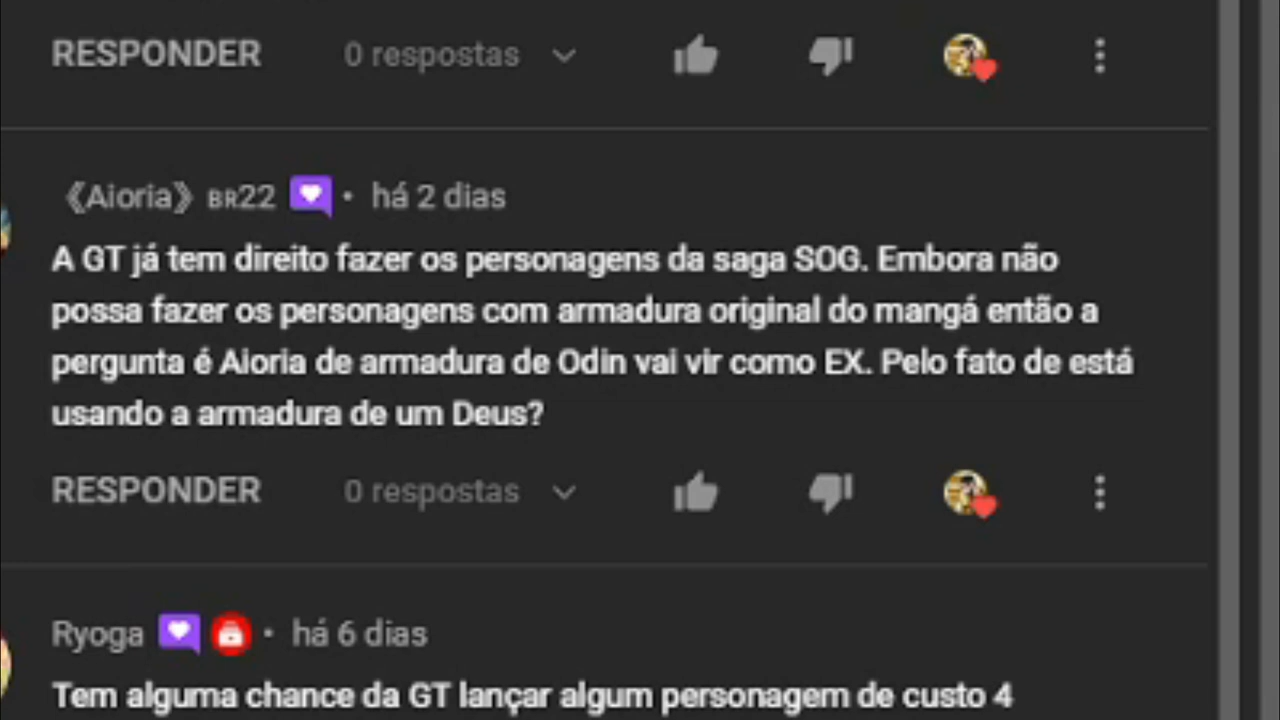 RESPONDER 0 respostas
《Aioria》 BR22 • há 2 dias
A GT já tem direito fazer os personagens da saga SOG. Embora não
possa fazer os personagens com armadura original do mangá então a
pergunta é Aioria de armadura de Odin vai vir como EX. Pelo fato de está
usando a armadura de um Deus?
RESPONDER 0 respostas
Ryoga • há 6 dias
Tem alguma chance da GT lançar algum personagem de custo 4